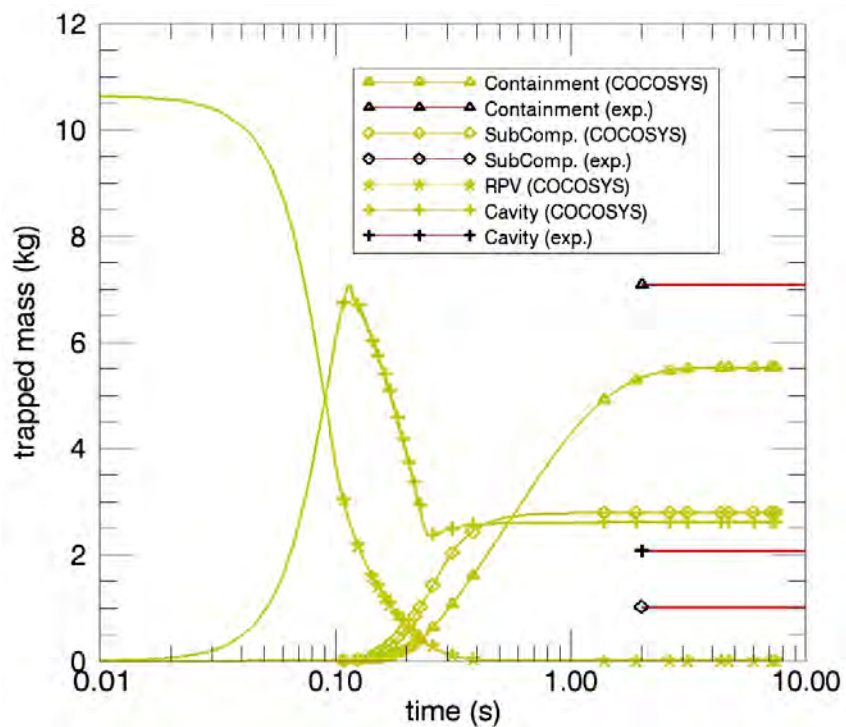 12
10
8
6
4
2
0
trapped mass (kg)
Containment (COCOSYS)
Containment (exp.)
SubComp. (COCOSYS)
SubComp. (exp.)
RPV (COCOSYS)
Cavity (COCOSYS)
Cavity (exp.)
0.01 0.10 1.00 10.00
time (s)